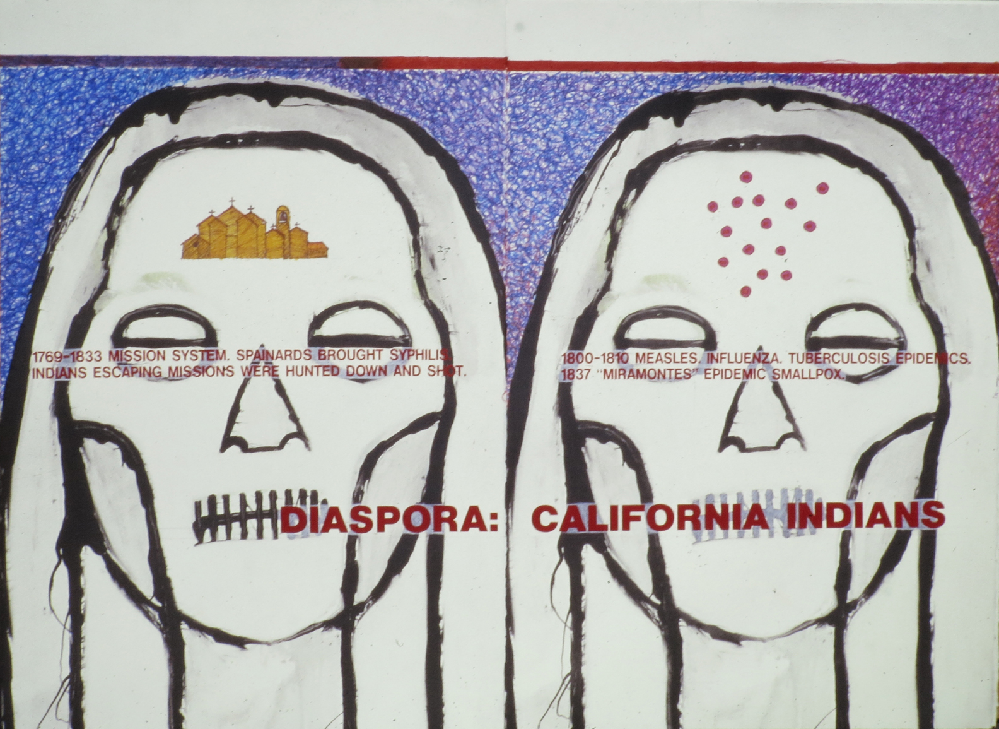 1769-1833 MISSION SYSTEM. SPAINARDS BROUGHT SYPHILIS.
INDIANS ESCAPING MISSIONS WERE HUNTED DOWN AND SHOT.
1800-1810 MEASLES. INFLUENZA. TUBERCULOSIS EPIDEMICS.
1837 "MIRAMONTES" EPIDEMIC SMALLPOX.
DIASPORA: CALIFORNIA INDIANS